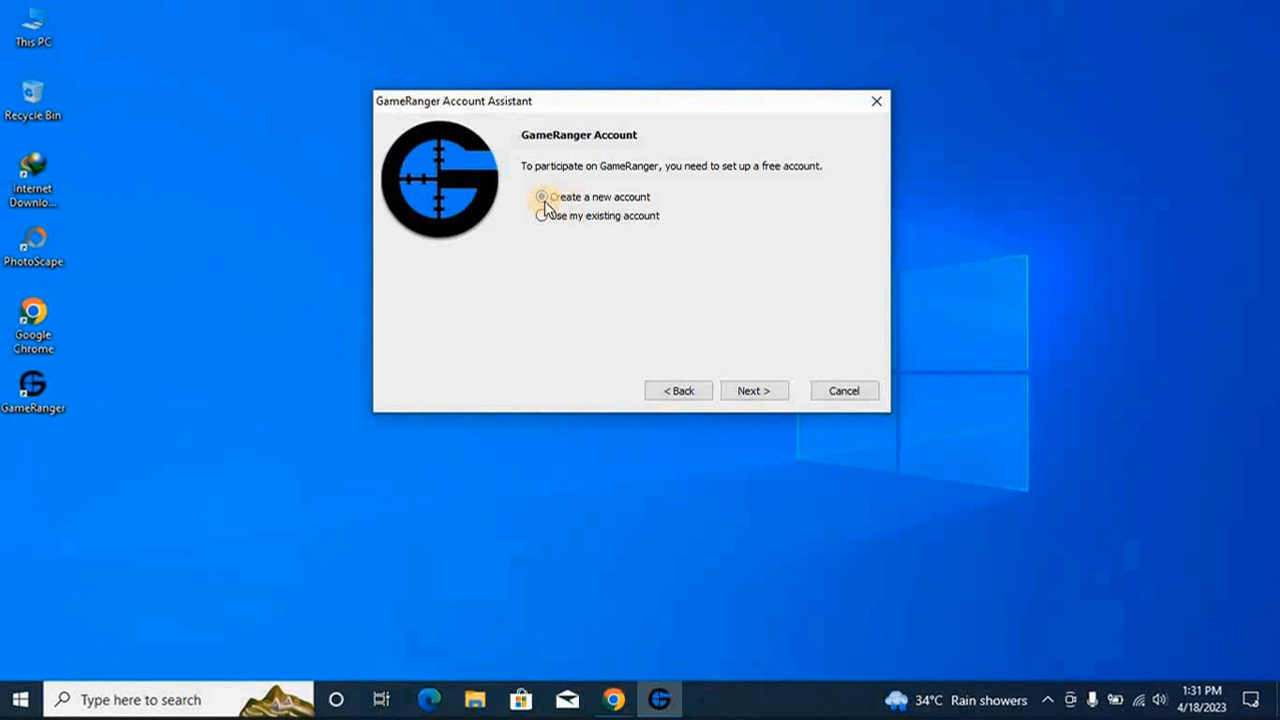 This PC
Recycle Bin
Internet
Downlo...
PhotoScape
Google
Chrome
GameRanger
GameRanger Account Assistant
GameRanger Account
To participate on GameRanger, you need to set up a free account.
Create a new account
Use my existing account
< Back
Next >
Cancel
Type here to search
34°C Rain showers
1:31 PM
4/18/2023